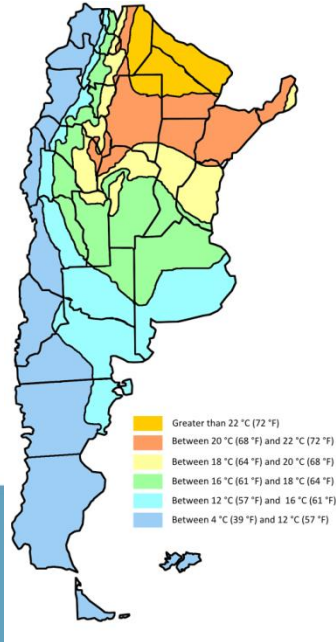 Greater than 22 °C (72 °F)
Between 20 °C (68 °F) and 22 °C (72 °F)
Between 18 °C (64 °F) and 20 °C (68 °F)
Between 16 °C (61 °F) and 18 °C (64 °F)
Between 12 °C (57 °F) and 16 °C (61 °F)
Between 4 °C (39 °F) and 12 °C (57 °F)